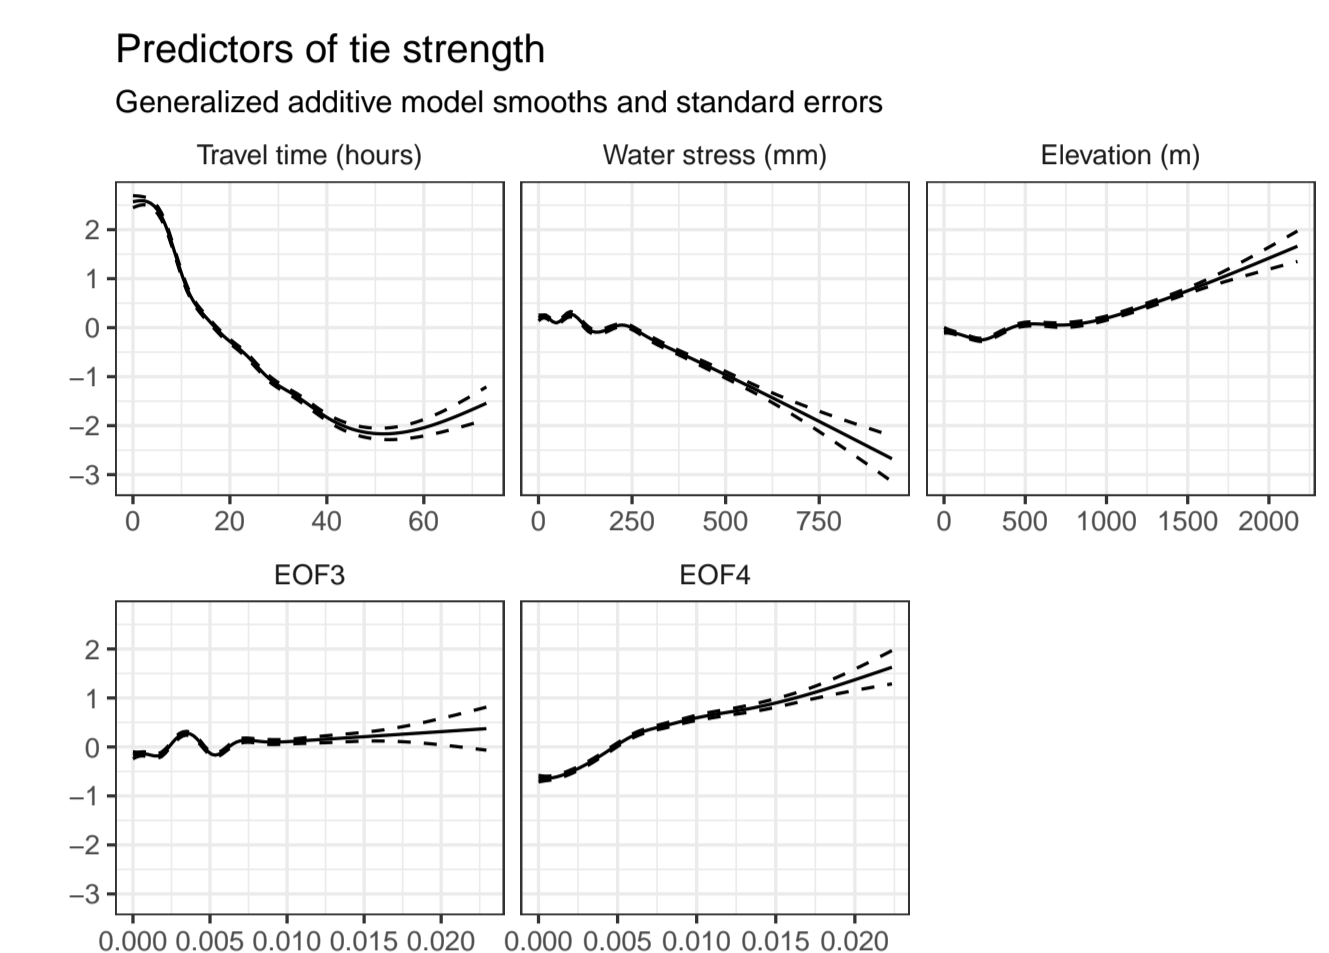 Predictors of tie strength
Generalized additive model smooths and standard errors
Travel time (hours) Water stress (mm) Elevation (m)
2
1
0
−1
−2
−3
0 20 40 60 0 250 500 750 0 500 1000 1500 2000
EOF3 EOF4
2
1
0
−1
−2
−3
0.000 0.005 0.010 0.015 0.020 0.000 0.005 0.010 0.015 0.020